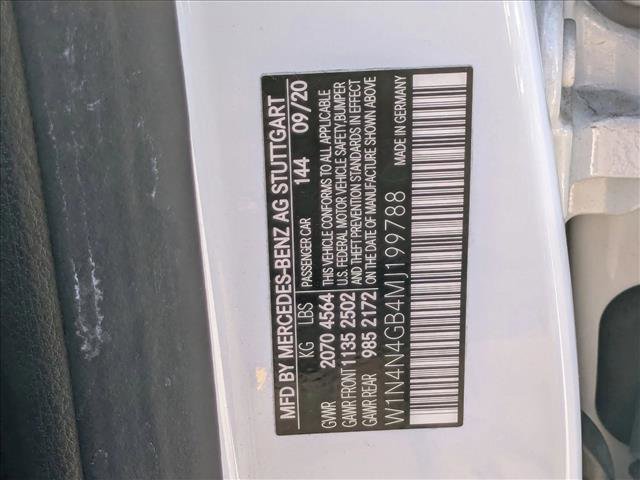 MFD BY MERCEDES-BENZ AG STUTTGART
KG LBS PASSENGER CAR 144 09/20
GVWR 2070 4564 THIS VEHICLE CONFORMS TO ALL APPLICABLE
GAWR FRONT 1135 2502 U.S. FEDERAL MOTOR VEHICLE SAFETY, BUMPER
GAWR REAR 985 2172 AND THEFT PREVENTION STANDARDS IN EFFECT
ON THE DATE OF MANUFACTURE SHOWN ABOVE
W1N4N4GB4MJ199788 MADE IN GERMANY